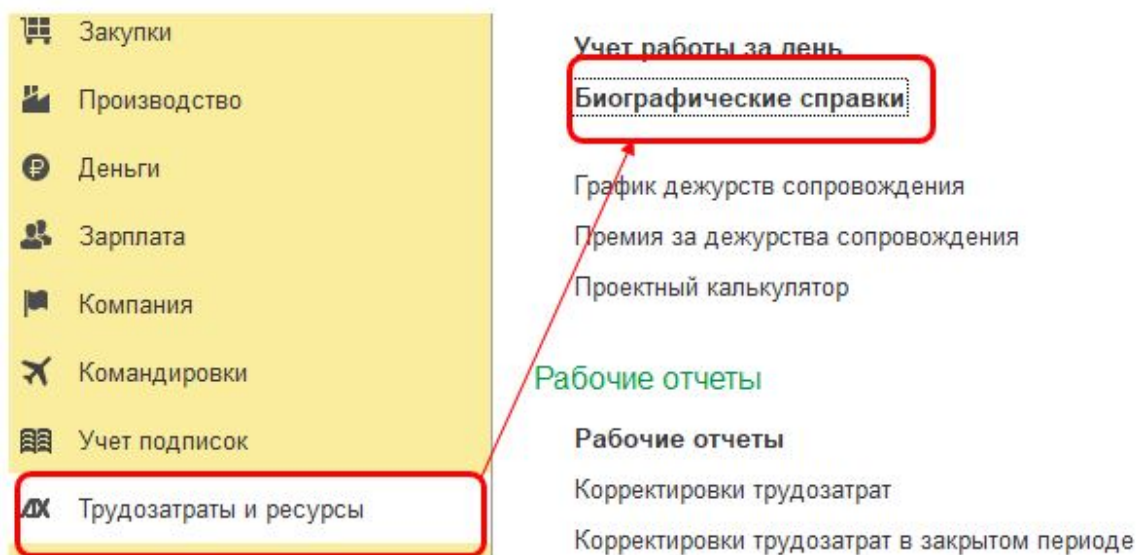 Закупки
Производство
Деньги
Зарплата
Компания
Командировки
Учет подписок
Трудозатраты и ресурсы
Учет работы за день
Биографические справки
График дежурств сопровождения
Премия за дежурства сопровождения
Проектный калькулятор
Рабочие отчеты
Рабочие отчеты
Корректировки трудозатрат
Корректировки трудозатрат в закрытом периоде